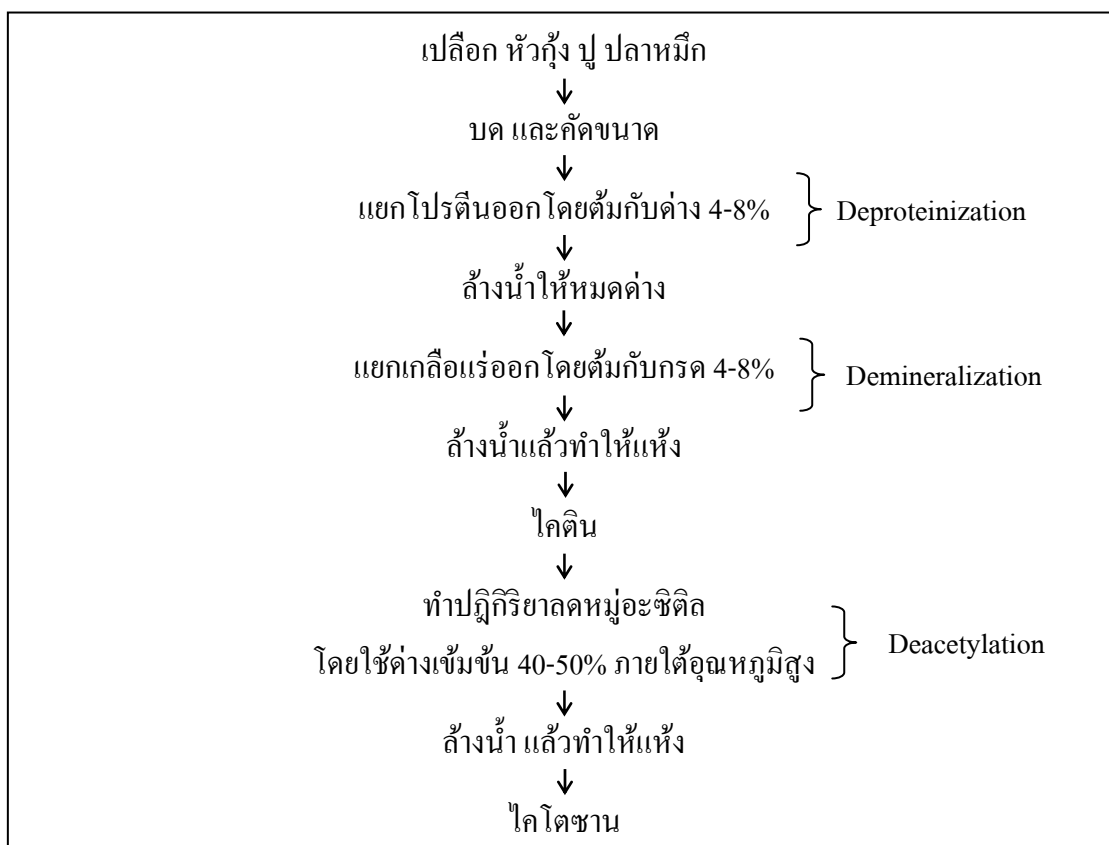 เปลือก หัวกุ้ง ปู ปลาหมึก
บด และคัดขนาด
แยกโปรตีนออกโดยต้มกับด่าง 4-8%
Deproteinization
ล้างน้ำให้หมดด่าง
แยกเกลือแร่ออกโดยต้มกับกรด 4-8%
Demineralization
ล้างน้ำแล้วทำให้แห้ง
ไคติน
ทำปฎิกิริยาลดหมู่อะซิติล
โดยใช้ด่างเข้มข้น 40-50% ภายใต้อุณหภูมิสูง
Deacetylation
ล้างน้ำ แล้วทำให้แห้ง
ไคโตซาน